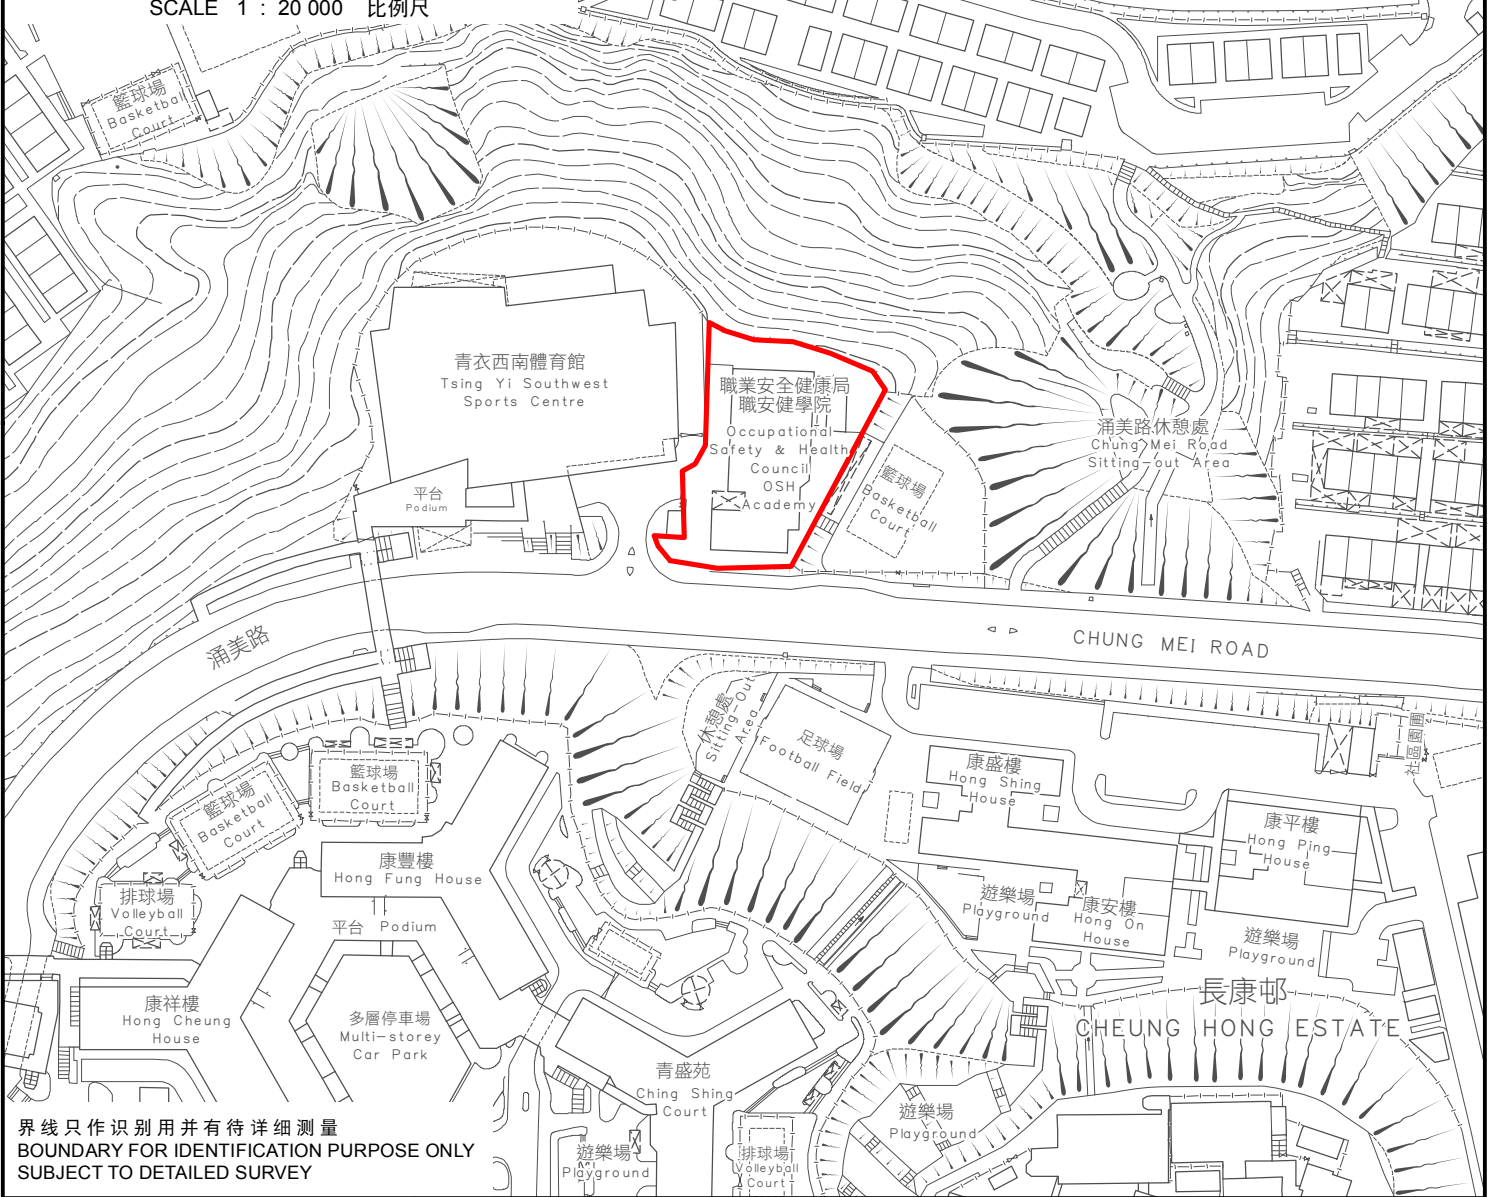 SCALE 1 : 20 000 比例尺
籃球場
Basketball
Court
青衣西南體育館
Tsing Yi Southwest
Sports Centre
平台
Podium
職業安全健康局
職安健學院
Occupational
Safety & Health
Council
OSH
Academy
籃球場
Basketball
Court
涌美路休憩處
Chung Mei Road
Sitting-out Area
涌美路
CHUNG MEI ROAD
休憩處
Sitting-Out
Area
足球場
Football Field
康盛樓
Hong Shing
House
社區園圃
籃球場
Basketball
Court
籃球場
Basketball
Court
康平樓
Hong Ping
House
康豐樓
Hong Fung House
排球場
Volleyball
Court
平台 Podium
遊樂場
Playground
康安樓
Hong On
House
遊樂場
Playground
長康邨
CHEUNG HONG ESTATE
康祥樓
Hong Cheung
House
多層停車場
Multi-storey
Car Park
青盛苑
Ching Shing
Court
遊樂場
Playground
遊樂場
Playground
排球場
Volleyball
Court
界线只作识别用并有待详细测量
BOUNDARY FOR IDENTIFICATION PURPOSE ONLY
SUBJECT TO DETAILED SURVEY